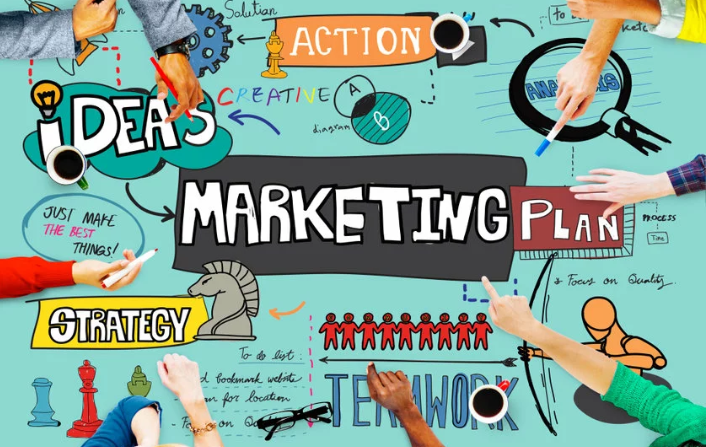 Solution
ACTION
ANALYSIS
iDEAS
CREATIVE
A
B
diagram
MARKETING PLAN
JUST MAKE
THE BEST
THINGS!
PROCESS
Time
* Focus on Quality
STRATEGY
To do list:
bookmark website
for location
TEAMWORK